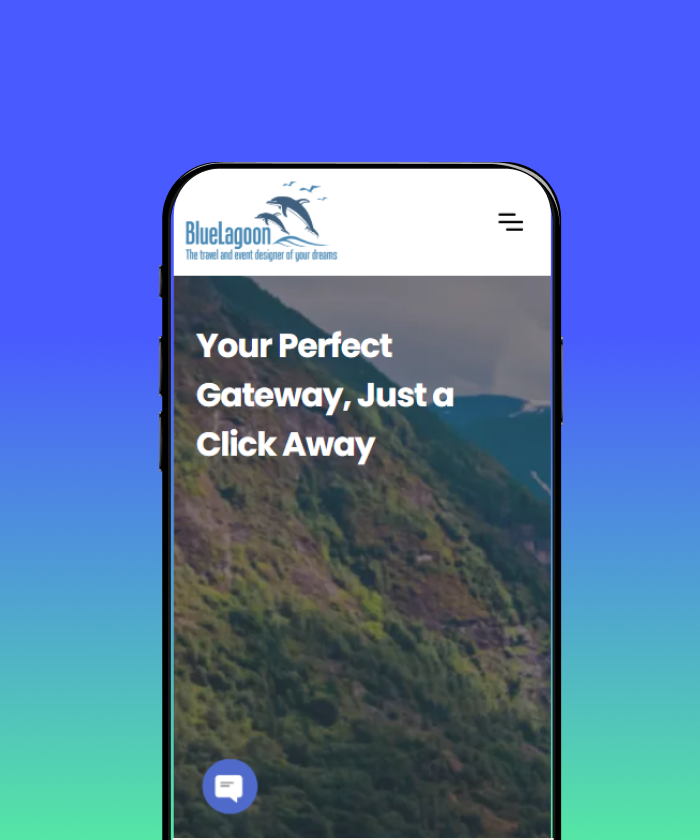 BlueLagoon
The travel and event designer of your dreams
Your Perfect
Gateway, Just a
Click Away